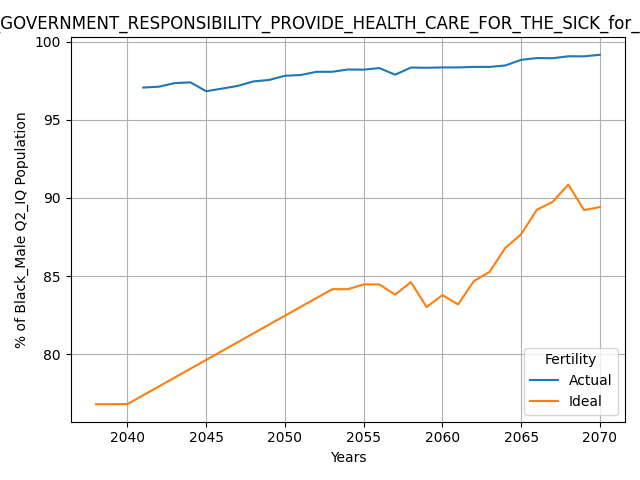 _GOVERNMENT_RESPONSIBILITY_PROVIDE_HEALTH_CARE_FOR_THE_SICK_for_
100
95
90
85
80
% of Black_Male Q2_IQ Population
Fertility
Actual
Ideal
2040 2045 2050 2055 2060 2065 2070
Years